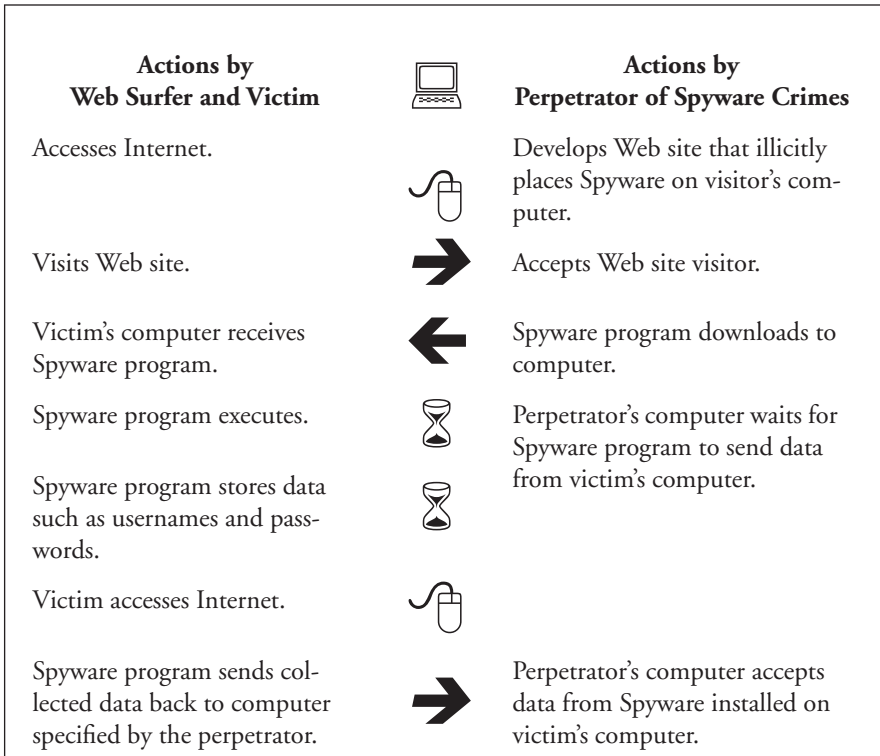 Actions by
Web Surfer and Victim
Actions by
Perpetrator of Spyware Crimes
Accesses Internet.
Develops Web site that illicitly
places Spyware on visitor's com-
puter.
Visits Web site.
Accepts Web site visitor.
Victim's computer receives
Spyware program.
Spyware program downloads to
computer.
Spyware program executes.
Perpetrator's computer waits for
Spyware program to send data
from victim's computer.
Spyware program stores data
such as usernames and pass-
words.
Victim accesses Internet.
Spyware program sends col-
lected data back to computer
specified by the perpetrator.
Perpetrator's computer accepts
data from Spyware installed on
victim's computer.